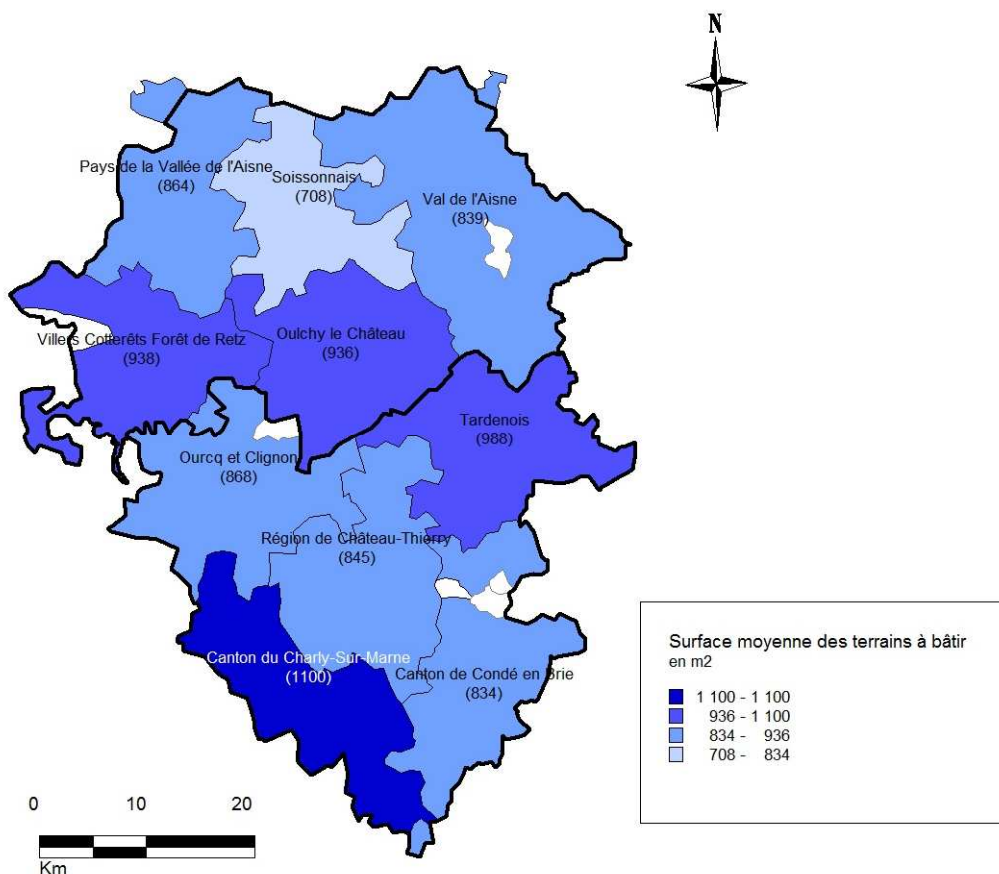 N
Pays de la Vallée de l'Aisne
(864)
Soissonnais
(708)
Val de l'Aisne
(839)
Villers Cotterêts Forêt de Retz
(938)
Oulchy le Château
(936)
Tardenois
(988)
Ourcq et Clignon
(868)
Région de Château-Thierry
(845)
Canton du Charly-Sur-Marne
(1100)
Canton de Condé en Brie
(834)
Surface moyenne des terrains à bâtir
en m2
1 100 - 1 100
936 - 1 100
834 - 936
708 - 834
0 10 20
Km